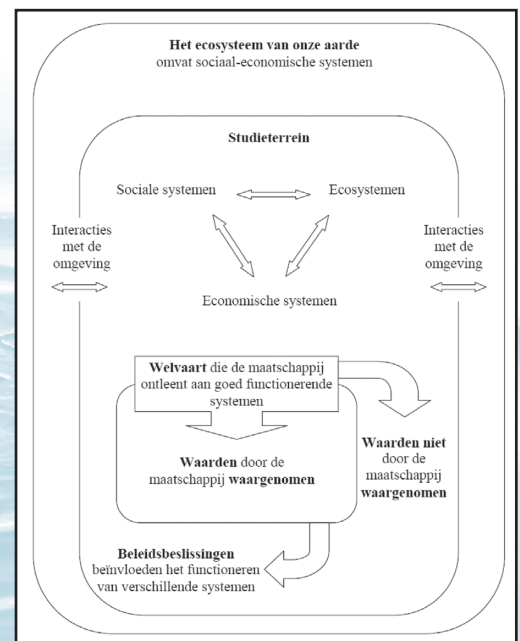 Het ecosysteem van onze aarde
omvat sociaal-economische systemen
Studieterrein
Sociale systemen
Ecosystemen
Interacties
met de
omgeving
Interacties
met de
omgeving
Economische systemen
Welvaart die de maatschappij
ontleent aan goed functionerende
systemen
Waarden door de
maatschappij waargenomen
Waarden niet
door de
maatschappij
waargenomen
Beleidsbeslissingen
beïnvloeden het functioneren
van verschillende systemen